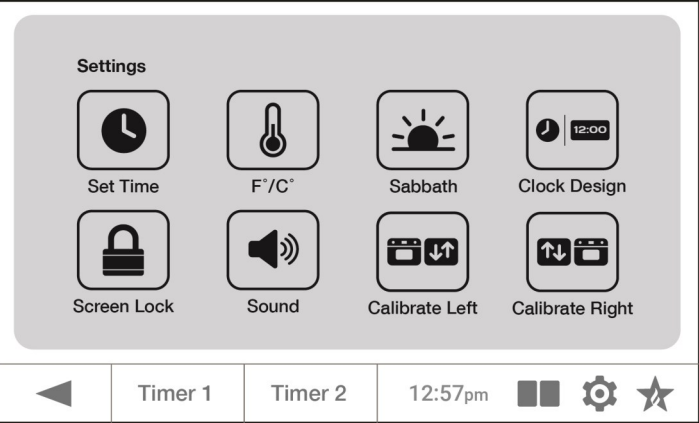 Settings
12:00
Set Time F°/C° Sabbath Clock Design
Screen Lock Sound Calibrate Left Calibrate Right
Timer 1 Timer 2 12:57pm